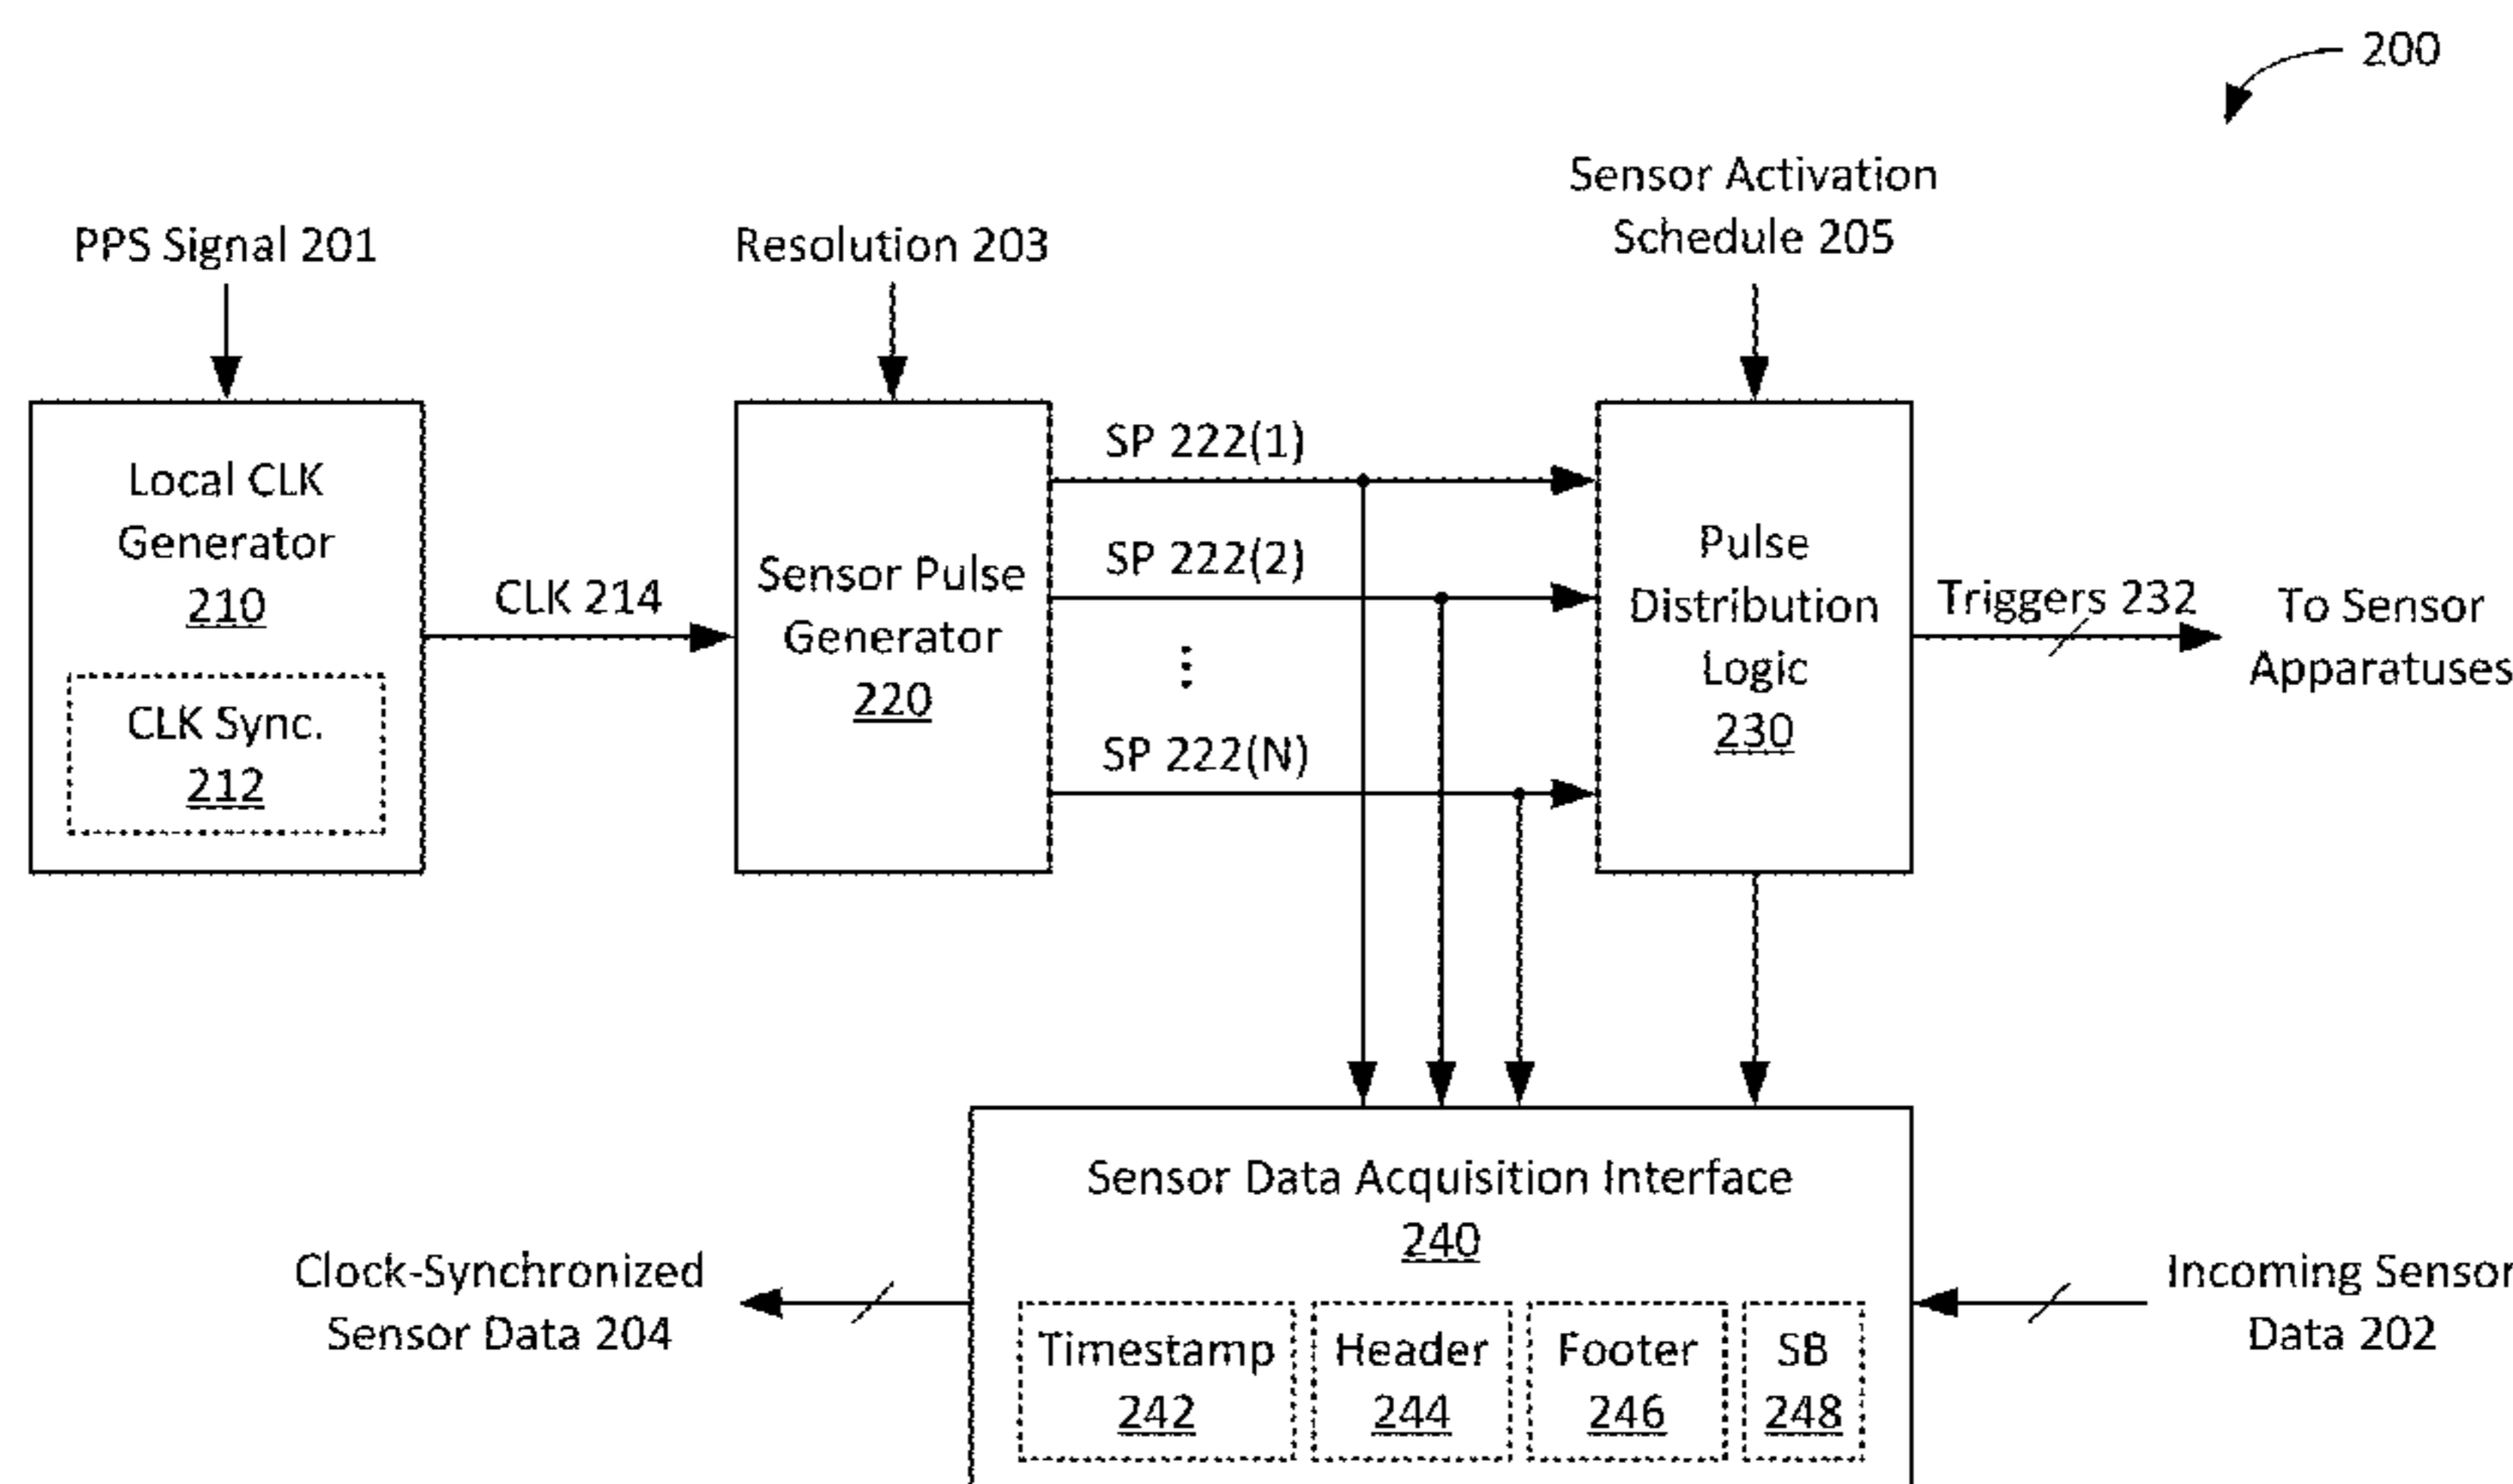 200
Sensor Activation
Schedule 205
PPS Signal 201
Resolution 203
Local CLK
Generator
210
CLK Sync.
212
CLK 214
Sensor Pulse
Generator
220
SP 222(1)
SP 222(2)
⋮
SP 222(N)
Pulse
Distribution
Logic
230
Triggers 232
To Sensor
Apparatuses
Sensor Data Acquisition Interface
240
Timestamp
242
Header
244
Footer
246
SB
248
Clock-Synchronized
Sensor Data 204
Incoming Sensor
Data 202